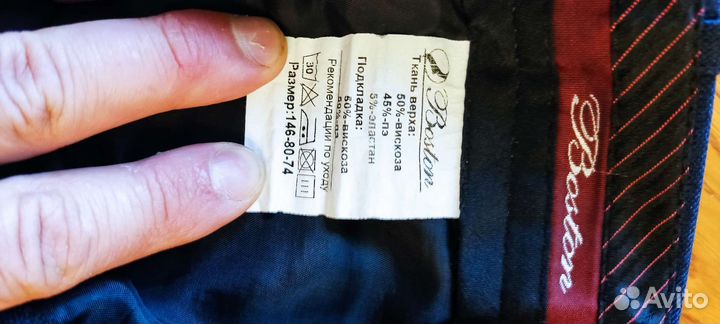 Boston
Ткань верха:
50%-вискоза
45%-пэ
5%-эластан
Подкладка:
60%-вискоза
Рекомендации по уходу
30
Размер:146-80-74
Boston
Avito